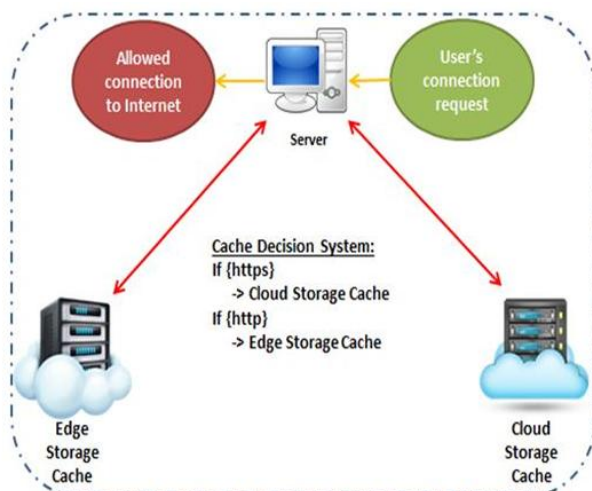 Allowed
connection
to Internet
User's
connection
request
Server
Cache Decision System:
If {https}
-> Cloud Storage Cache
If {http}
-> Edge Storage Cache
Edge
Storage
Cache
Cloud
Storage
Cache